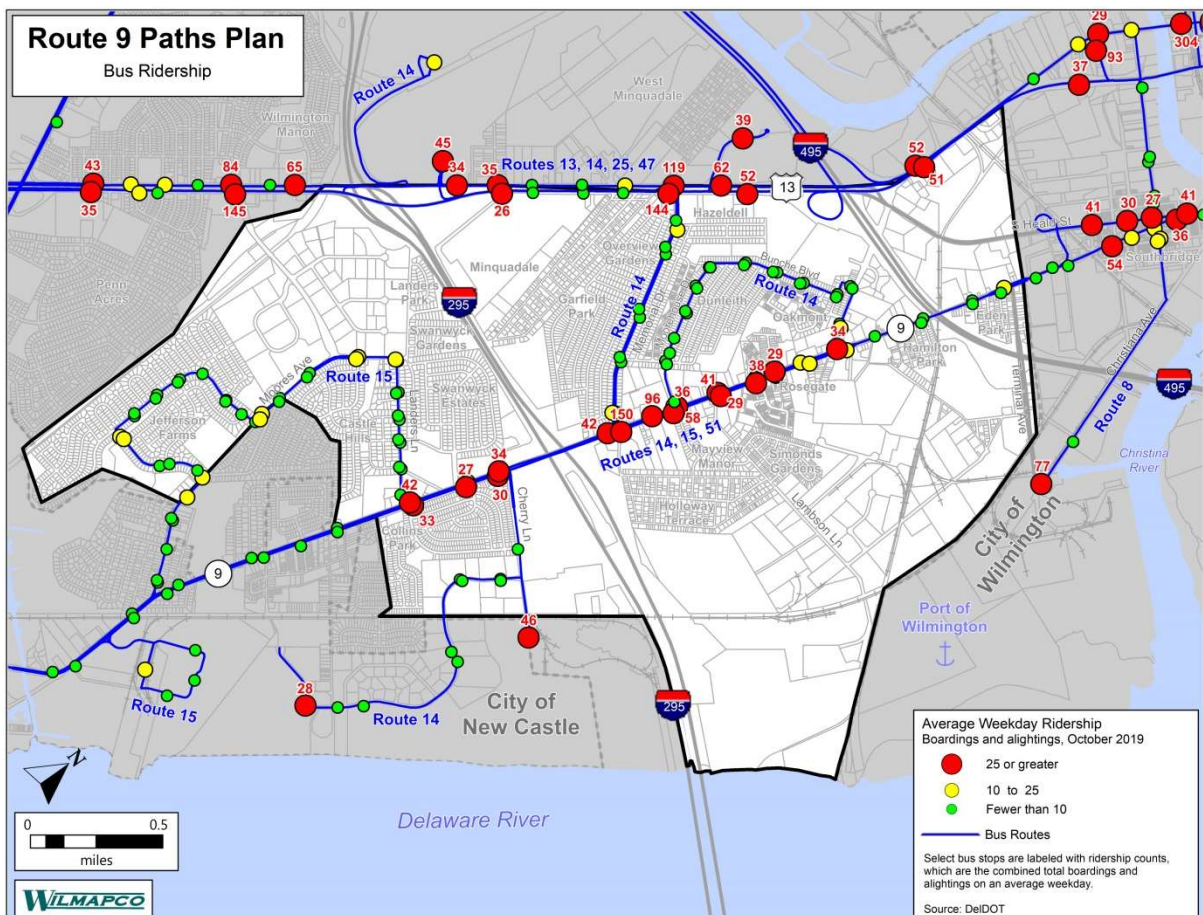 Route 9 Paths Plan
Bus Ridership
Route 14
Wilmington Manor
West
Minquadale
29
304
93
37
39
495
45
34
35
Routes 13, 14, 25, 47
119
62
52
13
52
51
43
35
84
145
65
26
144
Hazeldell
41
30
27
41
36
S Heald St
54
Southbridge
Overview
Gardens
Minquadale
Landers
Park
295
Swanwyck
Gardens
Garfield
Park
Route 14
Memorial Dr
Bunche Blvd
Route 14
Dunleith
Oakmont
34
9
Eden
Park
Hamilton
Park
Terminal Ave
Christiana Ave
Route 8
495
Moores Ave
Route 15
Landers Ln
Swanwyck
Estates
Castle
Hills
Jefferson
Farms
29
38
Rosegate
41
29
36
58
96
150
42
Routes 14, 15, 51
Mayview
Manor
Simonds
Gardens
Holloway
Terrace
Lambson Ln
77
Christina
River
City of
Wilmington
Port of
Wilmington
34
27
30
42
33
Collins
Park
Cherry Ln
9
46
28
Route 14
Route 15
City of
New Castle
295
Delaware River
N
0 0.5
miles
WILMAPCO
Average Weekday Ridership
Boardings and alightings, October 2019
25 or greater
10 to 25
Fewer than 10
Bus Routes
Select bus stops are labeled with ridership counts,
which are the combined total boardings and
alightings on an average weekday.
Source: DelDOT